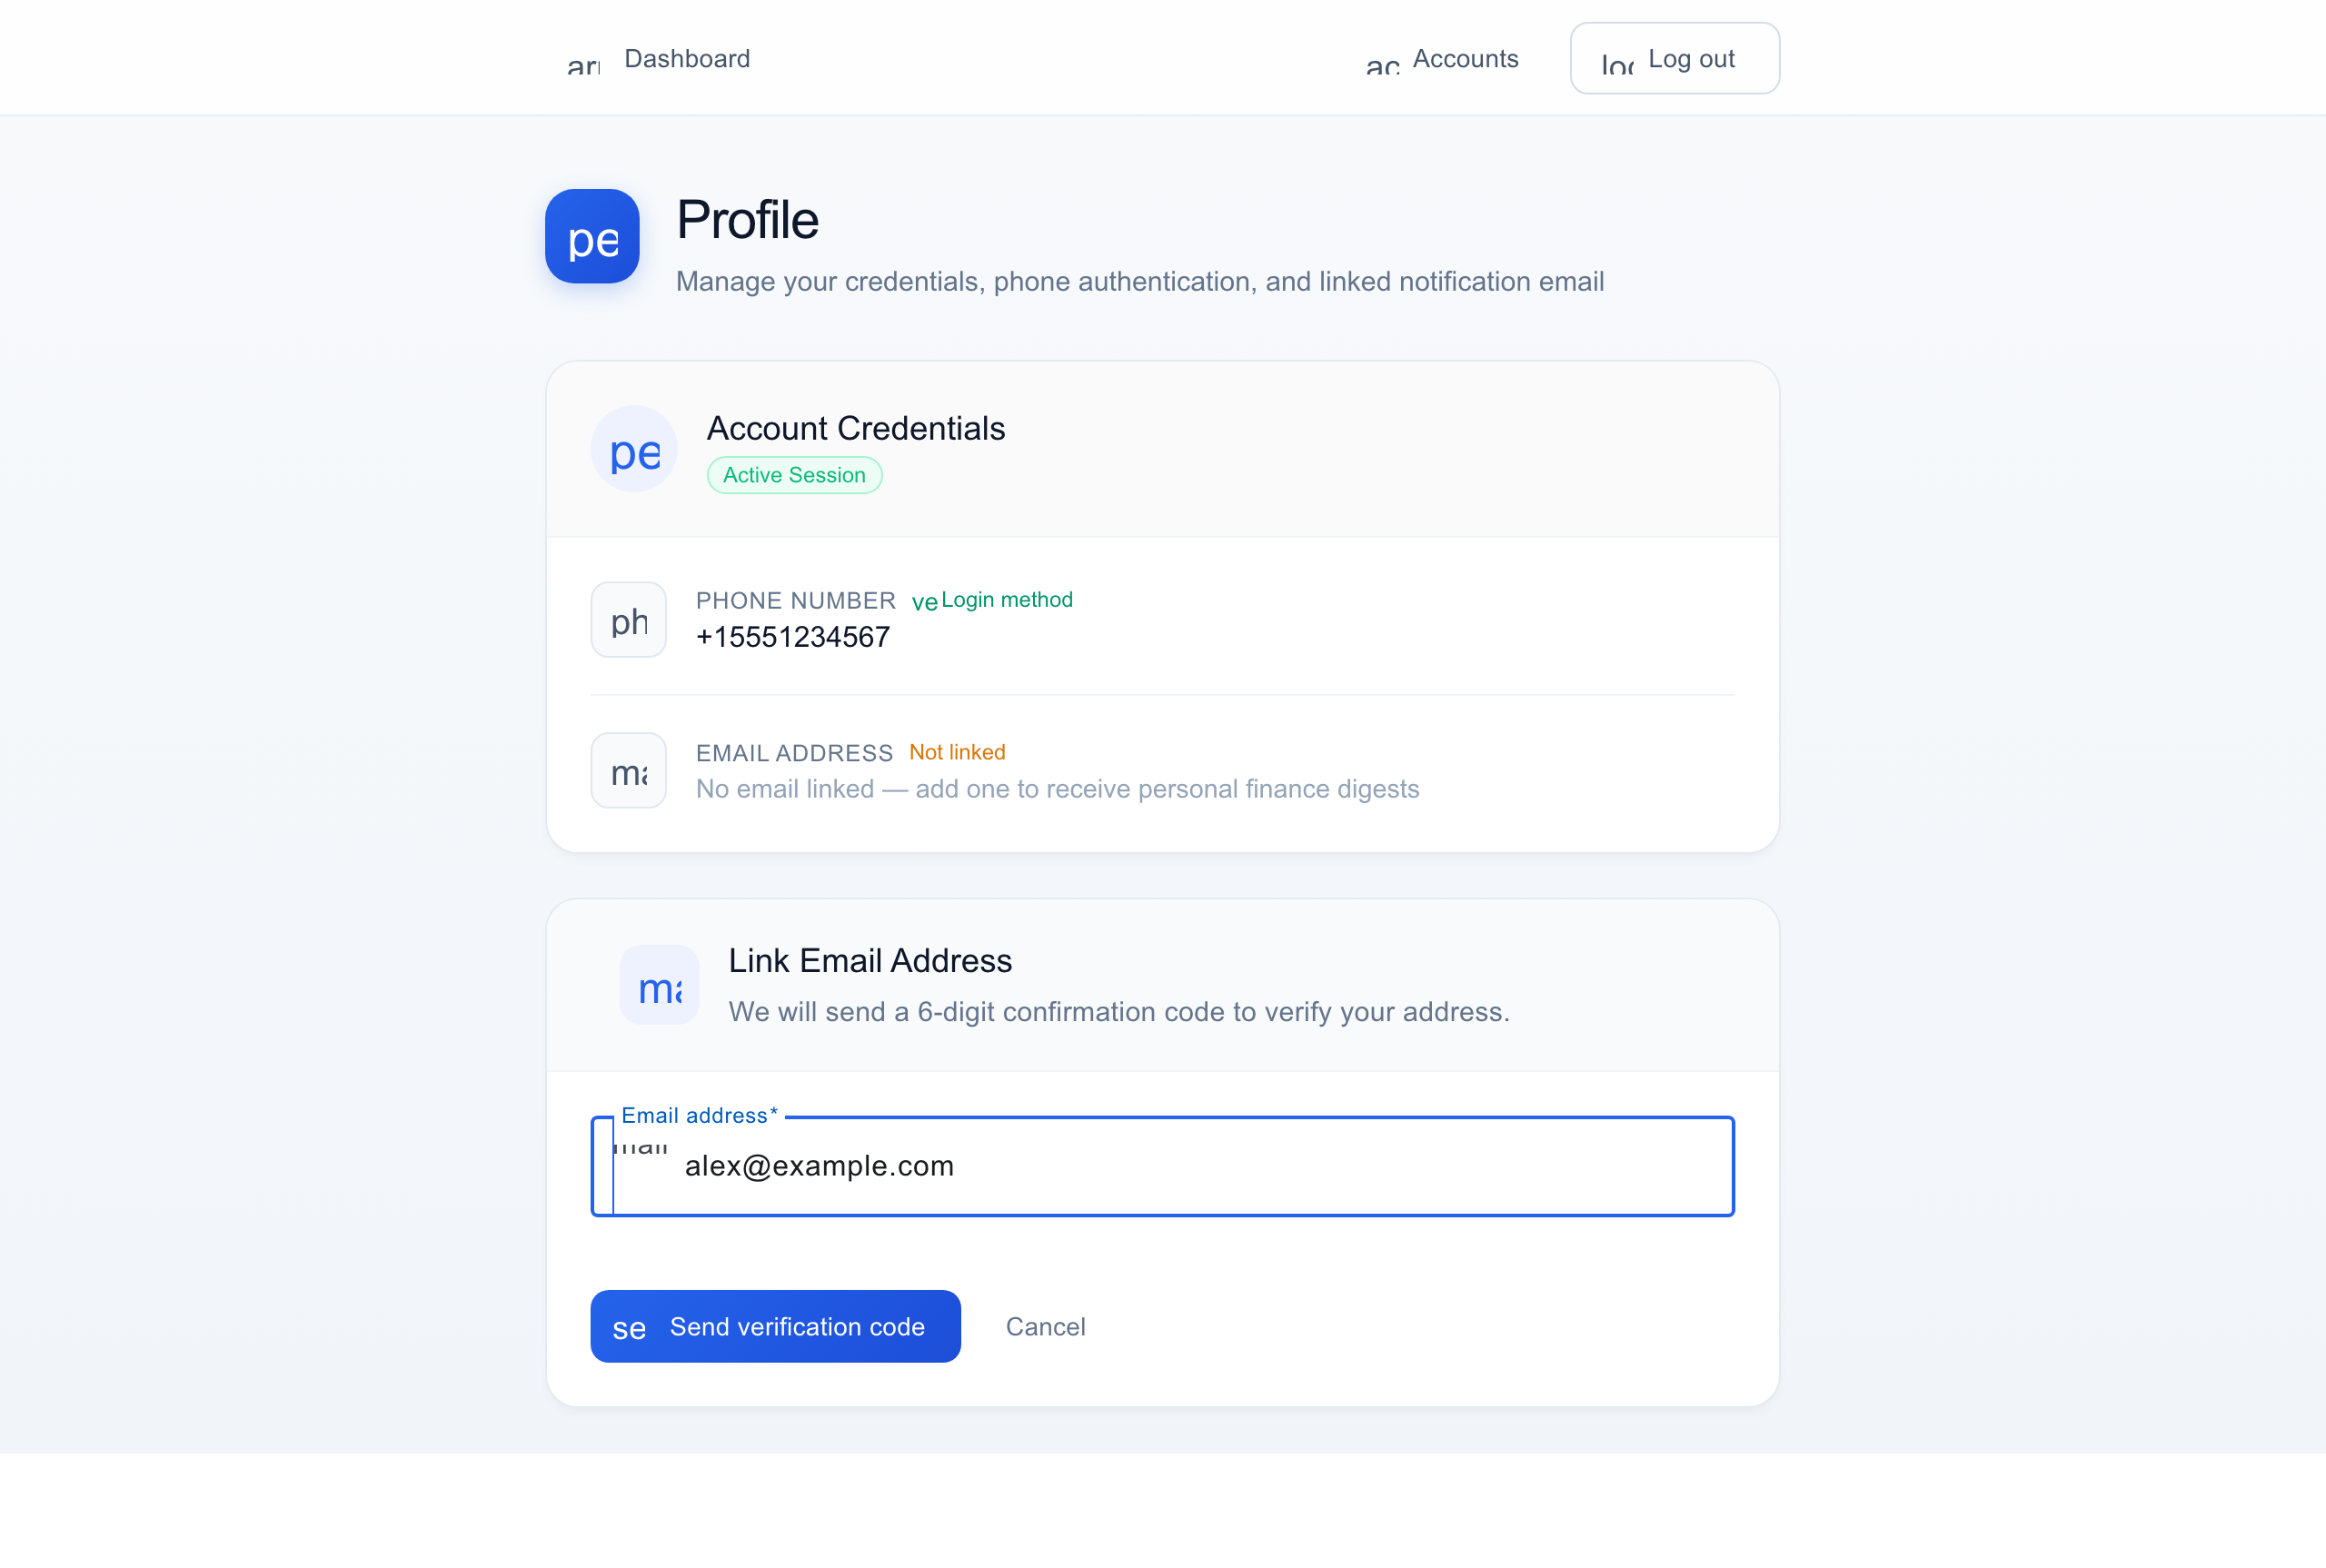 Dashboard
Accounts
Log out
pe
Profile
Manage your credentials, phone authentication, and linked notification email
pe
Account Credentials
Active Session
ph
PHONE NUMBER ve Login method
+15551234567
EMAIL ADDRESS Not linked
No email linked — add one to receive personal finance digests
Link Email Address
We will send a 6-digit confirmation code to verify your address.
Email address*
alex@example.com
se Send verification code
Cancel